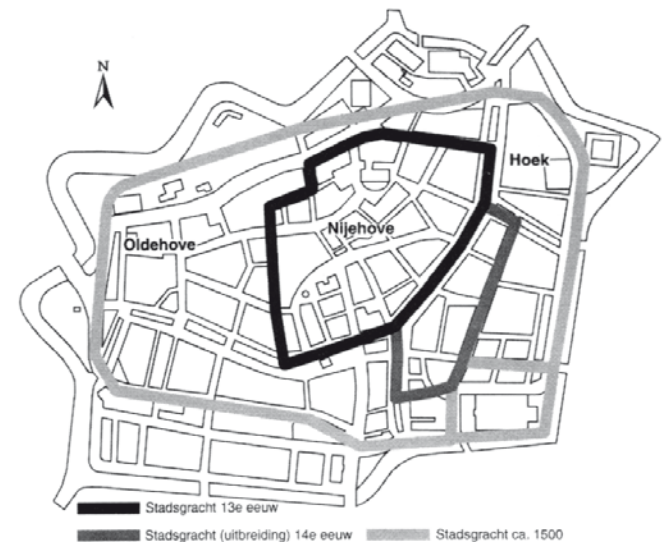 N
Hoek
Nijehove
Oldehove
Stadsgracht 13e eeuw
Stadsgracht (uitbreiding) 14e eeuw
Stadsgracht ca. 1500